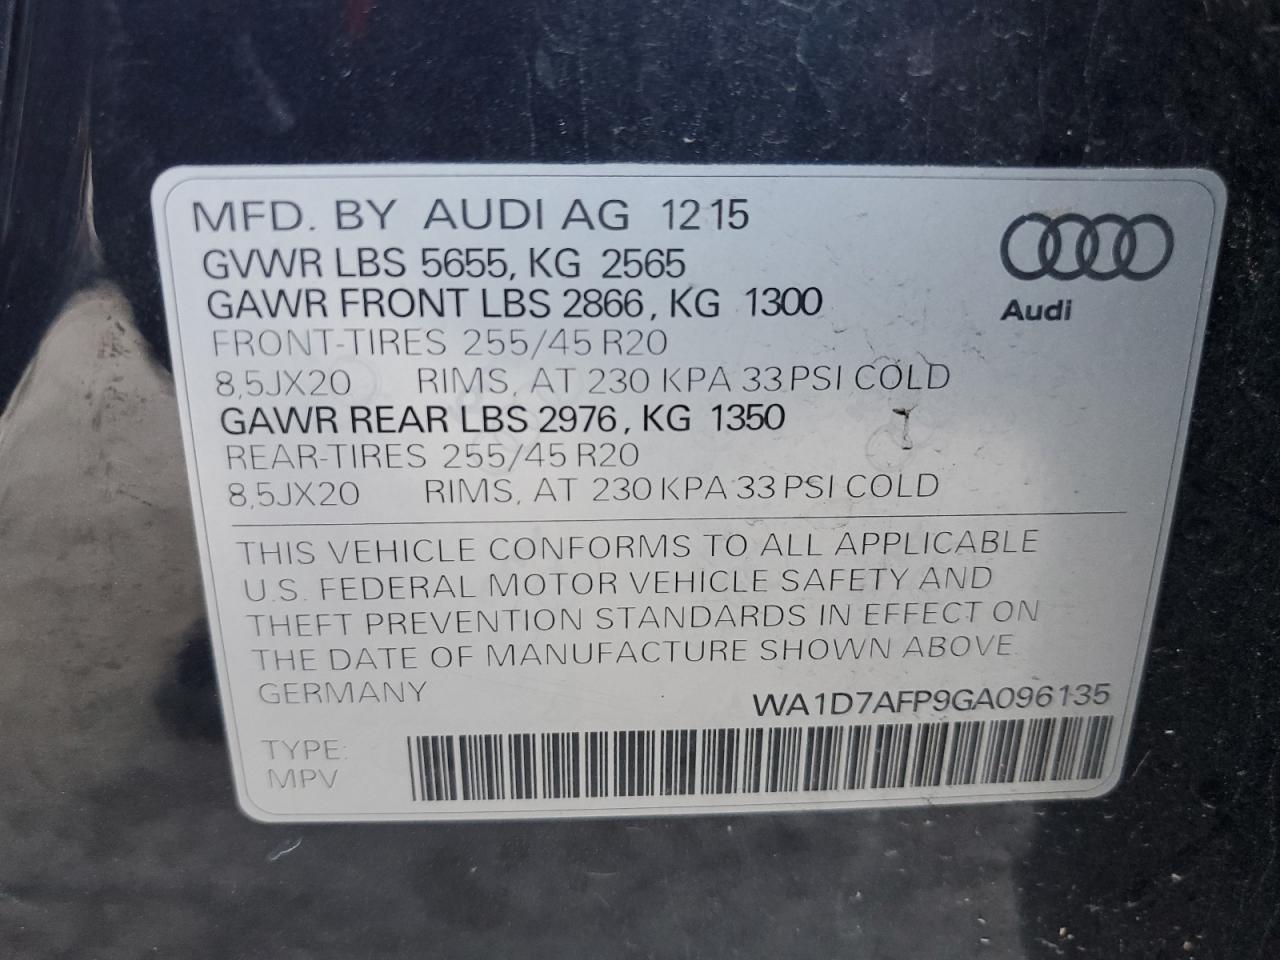 MFD. BY AUDI AG 12 15
GVWR LBS 5655, KG 2565
GAWR FRONT LBS 2866, KG 1300
FRONT-TIRES 255/45 R20
8,5JX20 RIMS, AT 230 KPA 33 PSI COLD
GAWR REAR LBS 2976, KG 1350
REAR-TIRES 255/45 R20
8,5JX20 RIMS, AT 230 KPA 33 PSI COLD
Audi
THIS VEHICLE CONFORMS TO ALL APPLICABLE
U.S. FEDERAL MOTOR VEHICLE SAFETY AND
THEFT PREVENTION STANDARDS IN EFFECT ON
THE DATE OF MANUFACTURE SHOWN ABOVE.
GERMANY WA1D7AFP9GA096135
TYPE:
MPV